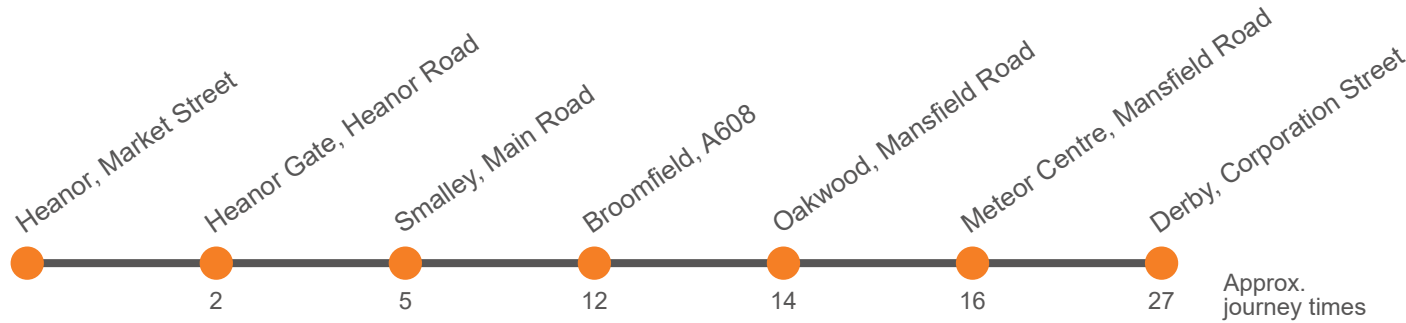 Heanor, Market Street
Heanor Gate, Heanor Road
Smalley, Main Road
Broomfield, A608
Oakwood, Mansfield Road
Meteor Centre, Mansfield Road
Derby, Corporation Street
2
5
12
14
16
27
Approx.
journey times